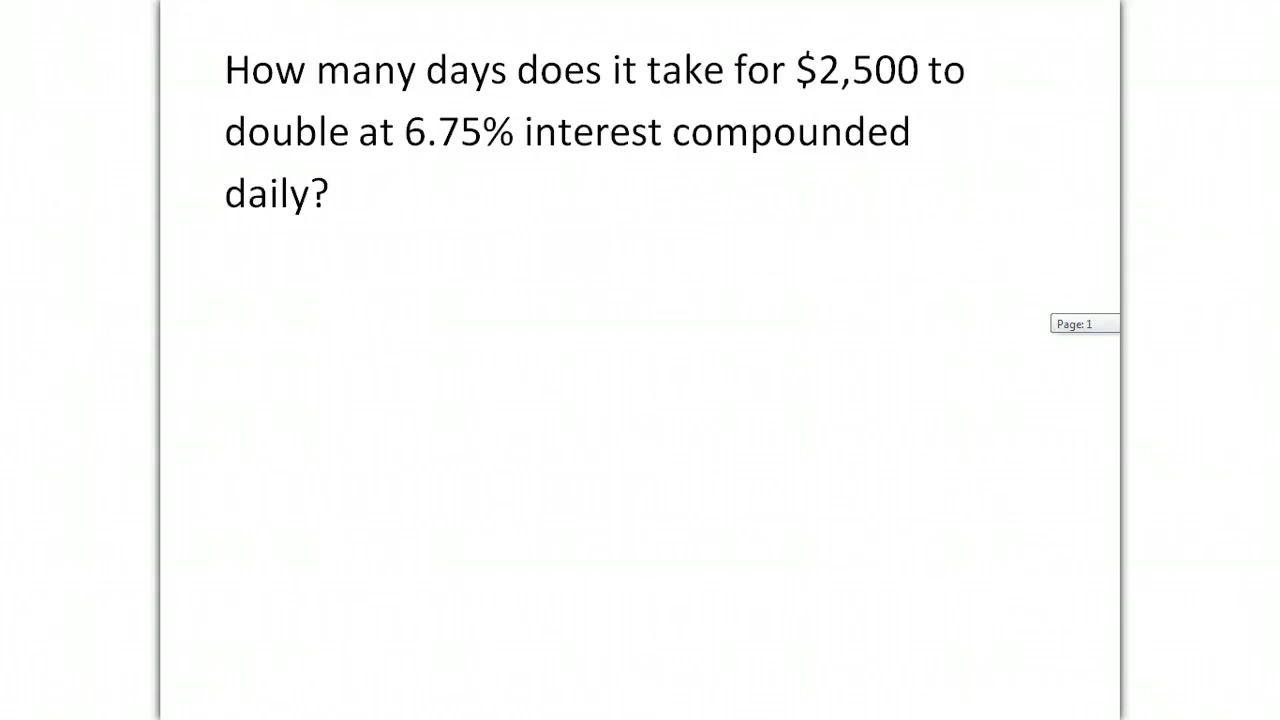 How many days does it take for $2,500 to
double at 6.75% interest compounded
daily?
Page: 1